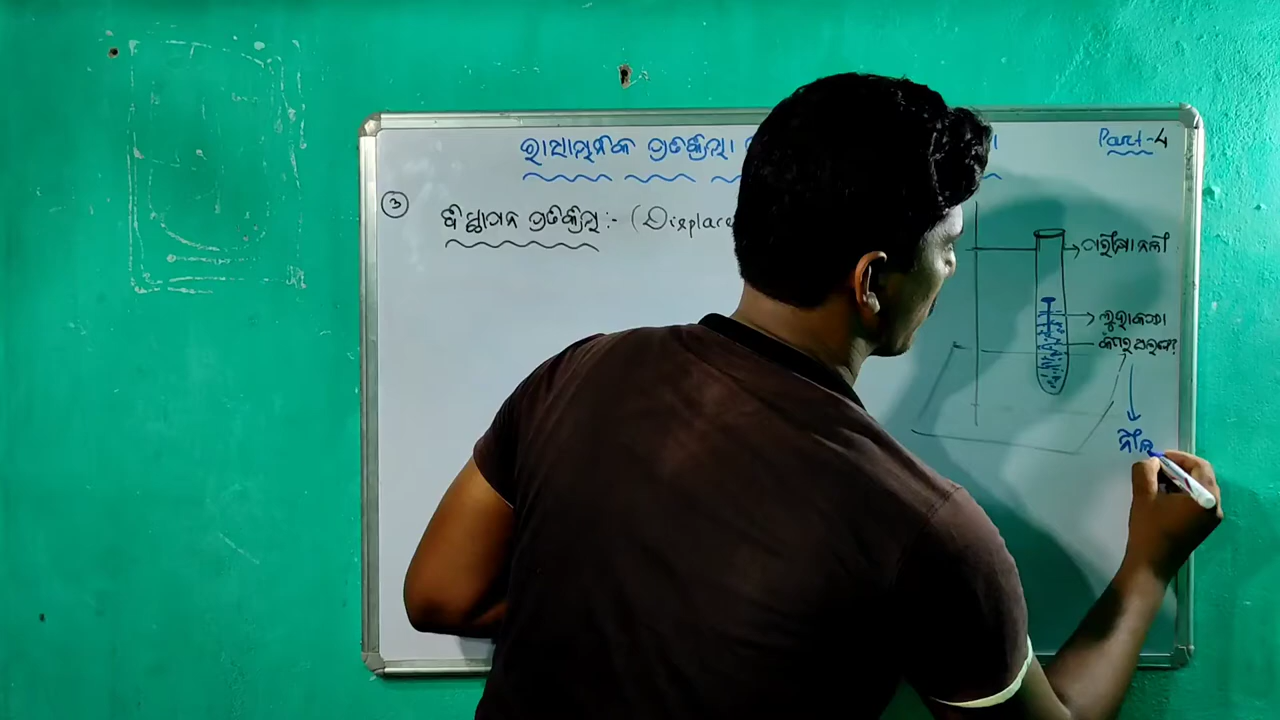 ରାସାୟନିକ ପ୍ରତିକ୍ରିୟା
Part-4
③ ବିସ୍ଥାପନ ପ୍ରତିକ୍ରିୟା :- (Displace
ପରୀକ୍ଷା ନଳୀ
ଲୁହାକଣ୍ଟା
ନୀଳ